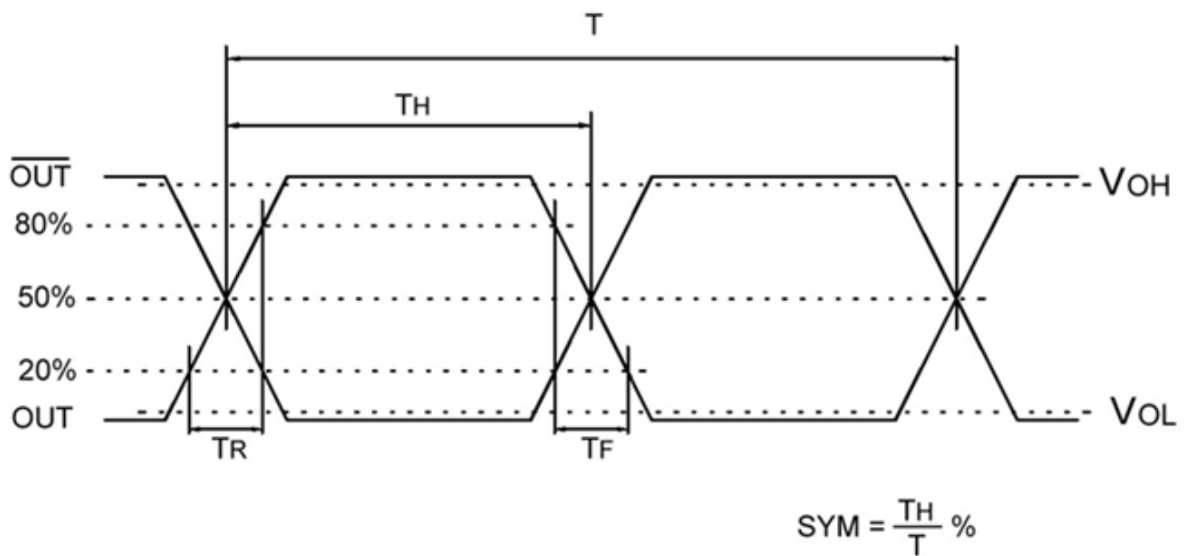 T
TH
OUT
VOH
80%
50%
20%
OUT
VOL
TR
TF
SYM = TH/T %